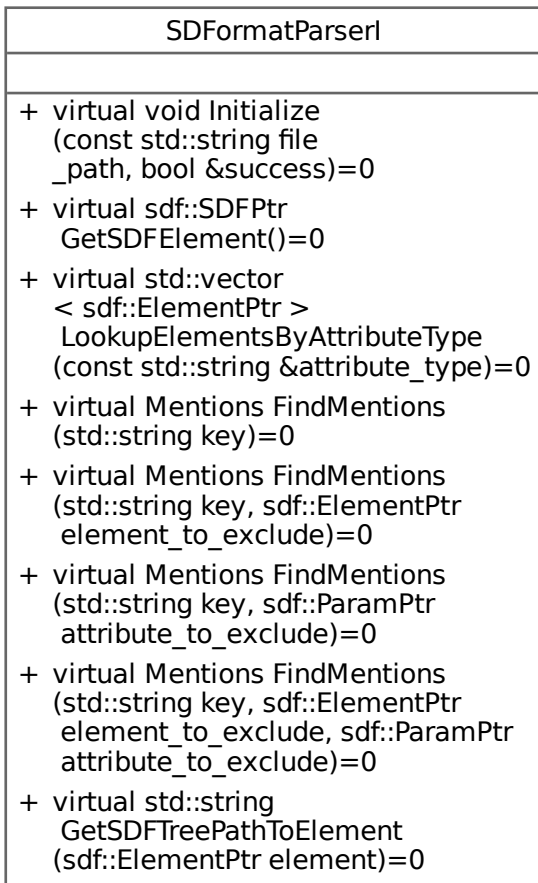 SDFormatParserI
+ virtual void Initialize
(const std::string file
_path, bool &success)=0
+ virtual sdf::SDFPtr
GetSDFElement()=0
+ virtual std::vector
< sdf::ElementPtr >
LookupElementsByAttributeType
(const std::string &attribute_type)=0
+ virtual Mentions FindMentions
(std::string key)=0
+ virtual Mentions FindMentions
(std::string key, sdf::ElementPtr
element_to_exclude)=0
+ virtual Mentions FindMentions
(std::string key, sdf::ParamPtr
attribute_to_exclude)=0
+ virtual Mentions FindMentions
(std::string key, sdf::ElementPtr
element_to_exclude, sdf::ParamPtr
attribute_to_exclude)=0
+ virtual std::string
GetSDFTreePathToElement
(sdf::ElementPtr element)=0